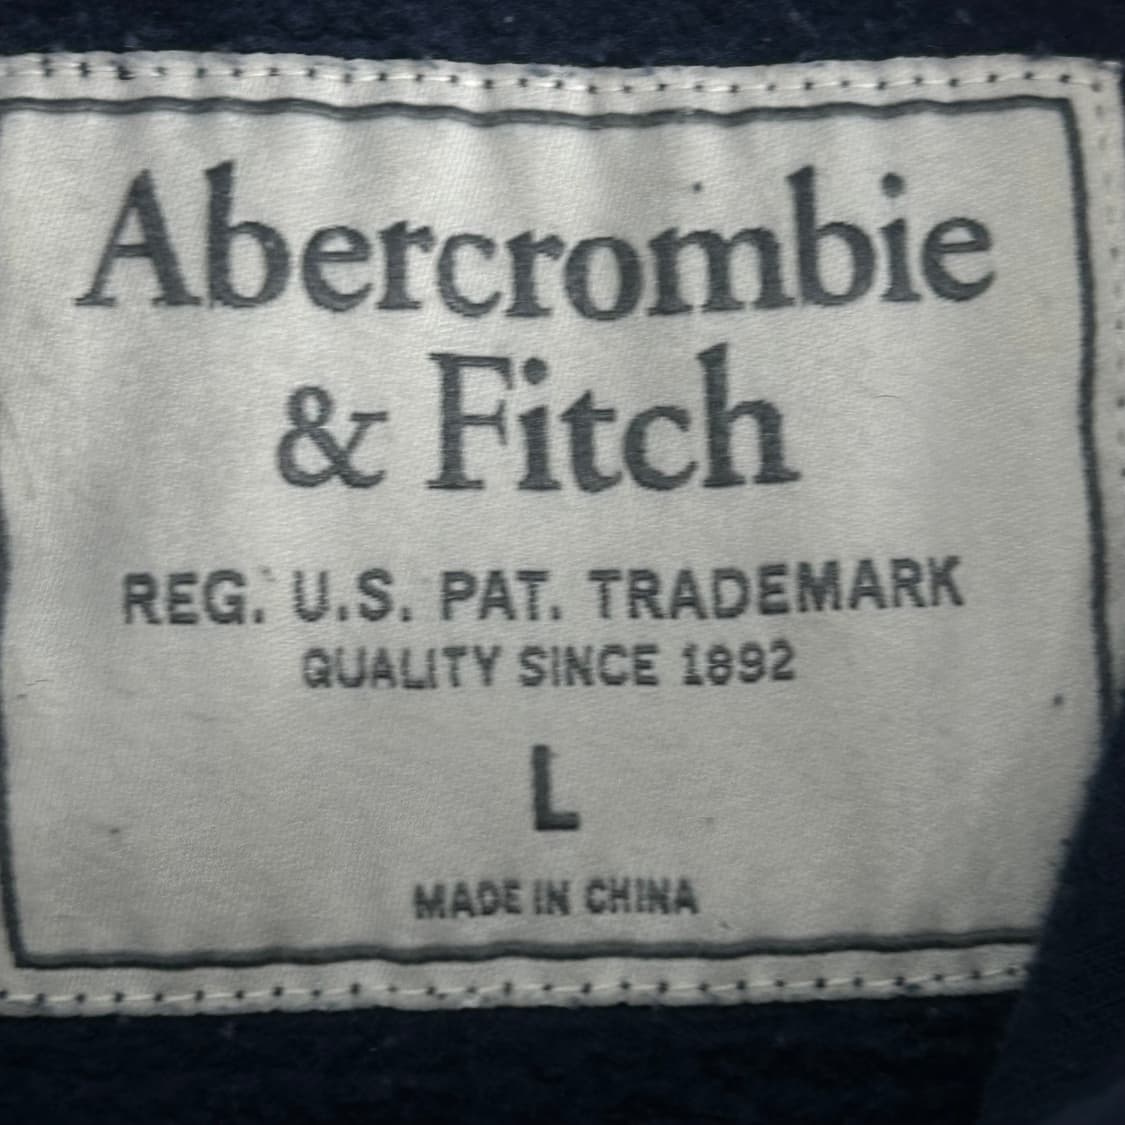 Abercrombie
& Fitch
REG. U.S. PAT. TRADEMARK
QUALITY SINCE 1892
L
MADE IN CHINA